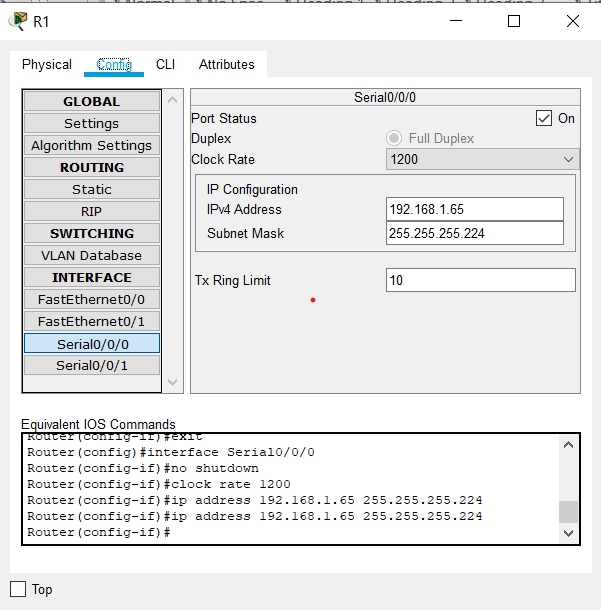 R1
Physical Config CLI Attributes
GLOBAL
Settings
Algorithm Settings
ROUTING
Static
RIP
SWITCHING
VLAN Database
INTERFACE
FastEthernet0/0
FastEthernet0/1
Serial0/0/0
Serial0/0/1
Serial0/0/0
Port Status On
Duplex Full Duplex
Clock Rate 1200
IP Configuration
IPv4 Address 192.168.1.65
Subnet Mask 255.255.255.224
Tx Ring Limit 10
Equivalent IOS Commands
Router(config-if)#exit
Router(config)#interface Serial0/0/0
Router(config-if)#no shutdown
Router(config-if)#clock rate 1200
Router(config-if)#ip address 192.168.1.65 255.255.255.224
Router(config-if)#ip address 192.168.1.65 255.255.255.224
Router(config-if)#
Top